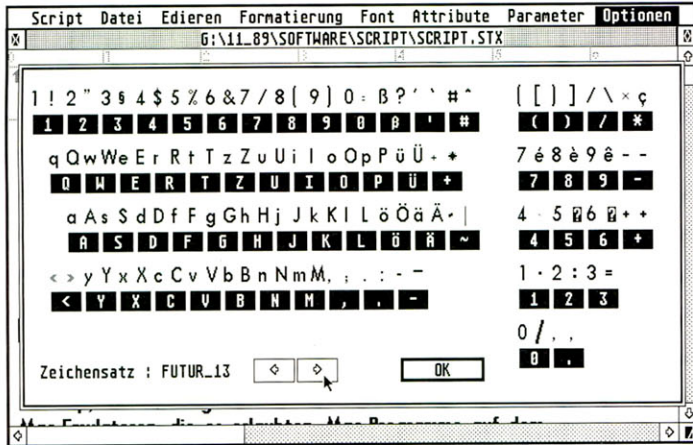 Script Datei Edieren Formatierung Font Attribute Parameter Optionen
G:\11_89\SOFTWARE\SCRIPT\SCRIPT.STX
1 ! 2 " 3 § 4 $ 5 % 6 & 7 / 8 ( 9 ) 0 = ß ? ' ` # ^ ( [ ) ] / \ × ç
1 2 3 4 5 6 7 8 9 0 ß ' # ( ) / *
q Q w W e E r R t T z Z u U i I o O p P ü Ü + * 7 é 8 è 9 ê - -
Q W E R T Z U I O P Ü + 7 8 9 -
a A s S d D f F g G h H j J k K l L ö Ö ä Ä ~ | 4 - 5 6 + +
A S D F G H J K L Ö Ä ~ 4 5 6 +
< > y Y x X c C v V b B n N m M , ; . : - _ 1 · 2 : 3 =
< Y X C V B N M , . - 1 2 3
0 / , ,
0 .
Zeichensatz : FUTUR_13 OK